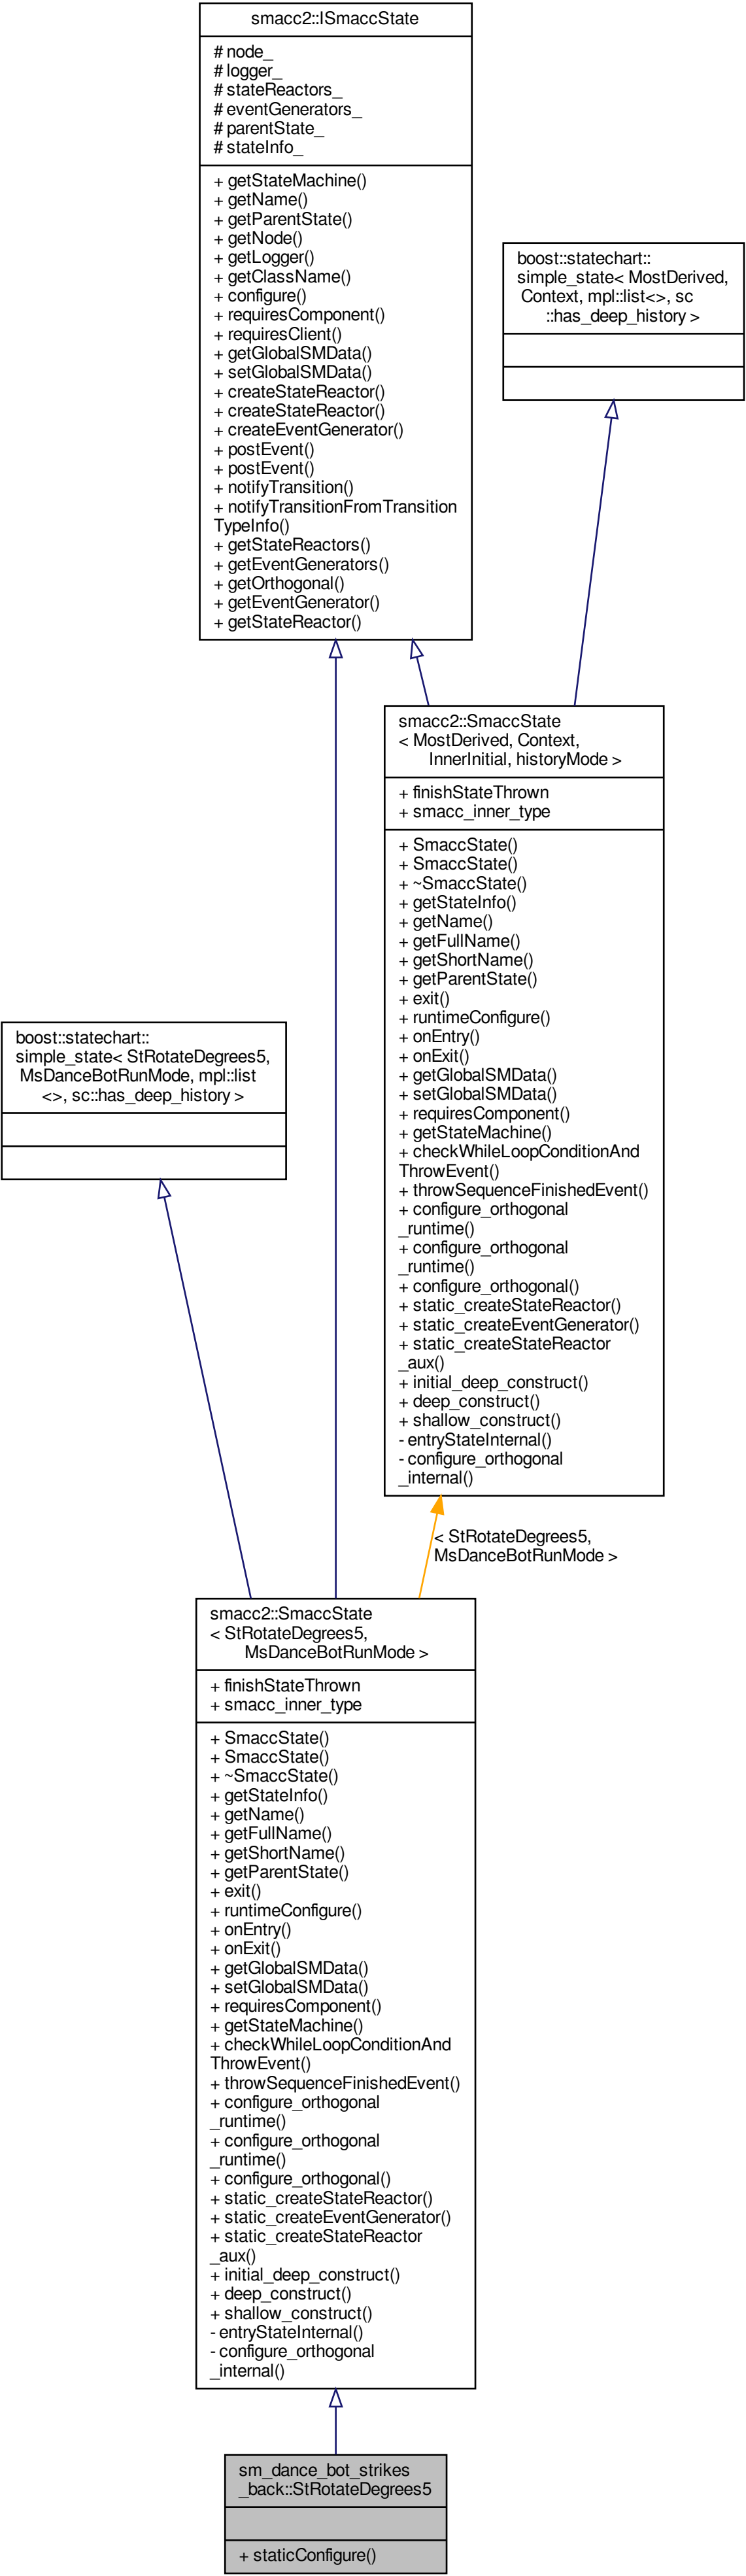 smacc2::ISmaccState
# node_
# logger_
# stateReactors_
# eventGenerators_
# parentState_
# stateInfo_
+ getStateMachine()
+ getName()
+ getParentState()
+ getNode()
+ getLogger()
+ getClassName()
+ configure()
+ requiresComponent()
+ requiresClient()
+ getGlobalSMData()
+ setGlobalSMData()
+ createStateReactor()
+ createStateReactor()
+ createEventGenerator()
+ postEvent()
+ postEvent()
+ notifyTransition()
+ notifyTransitionFromTransition
TypeInfo()
+ getStateReactors()
+ getEventGenerators()
+ getOrthogonal()
+ getEventGenerator()
+ getStateReactor()
boost::statechart::
simple_state< MostDerived,
Context, mpl::list<>, sc
::has_deep_history >
smacc2::SmaccState
< MostDerived, Context,
InnerInitial, historyMode >
+ finishStateThrown
+ smacc_inner_type
+ SmaccState()
+ SmaccState()
+ ~SmaccState()
+ getStateInfo()
+ getName()
+ getFullName()
+ getShortName()
+ getParentState()
+ exit()
+ runtimeConfigure()
+ onEntry()
+ onExit()
+ getGlobalSMData()
+ setGlobalSMData()
+ requiresComponent()
+ getStateMachine()
+ checkWhileLoopConditionAnd
ThrowEvent()
+ throwSequenceFinishedEvent()
+ configure_orthogonal
_runtime()
+ configure_orthogonal
_runtime()
+ configure_orthogonal()
+ static_createStateReactor()
+ static_createEventGenerator()
+ static_createStateReactor
_aux()
+ initial_deep_construct()
+ deep_construct()
+ shallow_construct()
- entryStateInternal()
- configure_orthogonal
_internal()
boost::statechart::
simple_state< StRotateDegrees5,
MsDanceBotRunMode, mpl::list
<>, sc::has_deep_history >
< StRotateDegrees5,
MsDanceBotRunMode >
smacc2::SmaccState
< StRotateDegrees5,
MsDanceBotRunMode >
+ finishStateThrown
+ smacc_inner_type
+ SmaccState()
+ SmaccState()
+ ~SmaccState()
+ getStateInfo()
+ getName()
+ getFullName()
+ getShortName()
+ getParentState()
+ exit()
+ runtimeConfigure()
+ onEntry()
+ onExit()
+ getGlobalSMData()
+ setGlobalSMData()
+ requiresComponent()
+ getStateMachine()
+ checkWhileLoopConditionAnd
ThrowEvent()
+ throwSequenceFinishedEvent()
+ configure_orthogonal
_runtime()
+ configure_orthogonal
_runtime()
+ configure_orthogonal()
+ static_createStateReactor()
+ static_createEventGenerator()
+ static_createStateReactor
_aux()
+ initial_deep_construct()
+ deep_construct()
+ shallow_construct()
- entryStateInternal()
- configure_orthogonal
_internal()
sm_dance_bot_strikes
_back::StRotateDegrees5
+ staticConfigure()